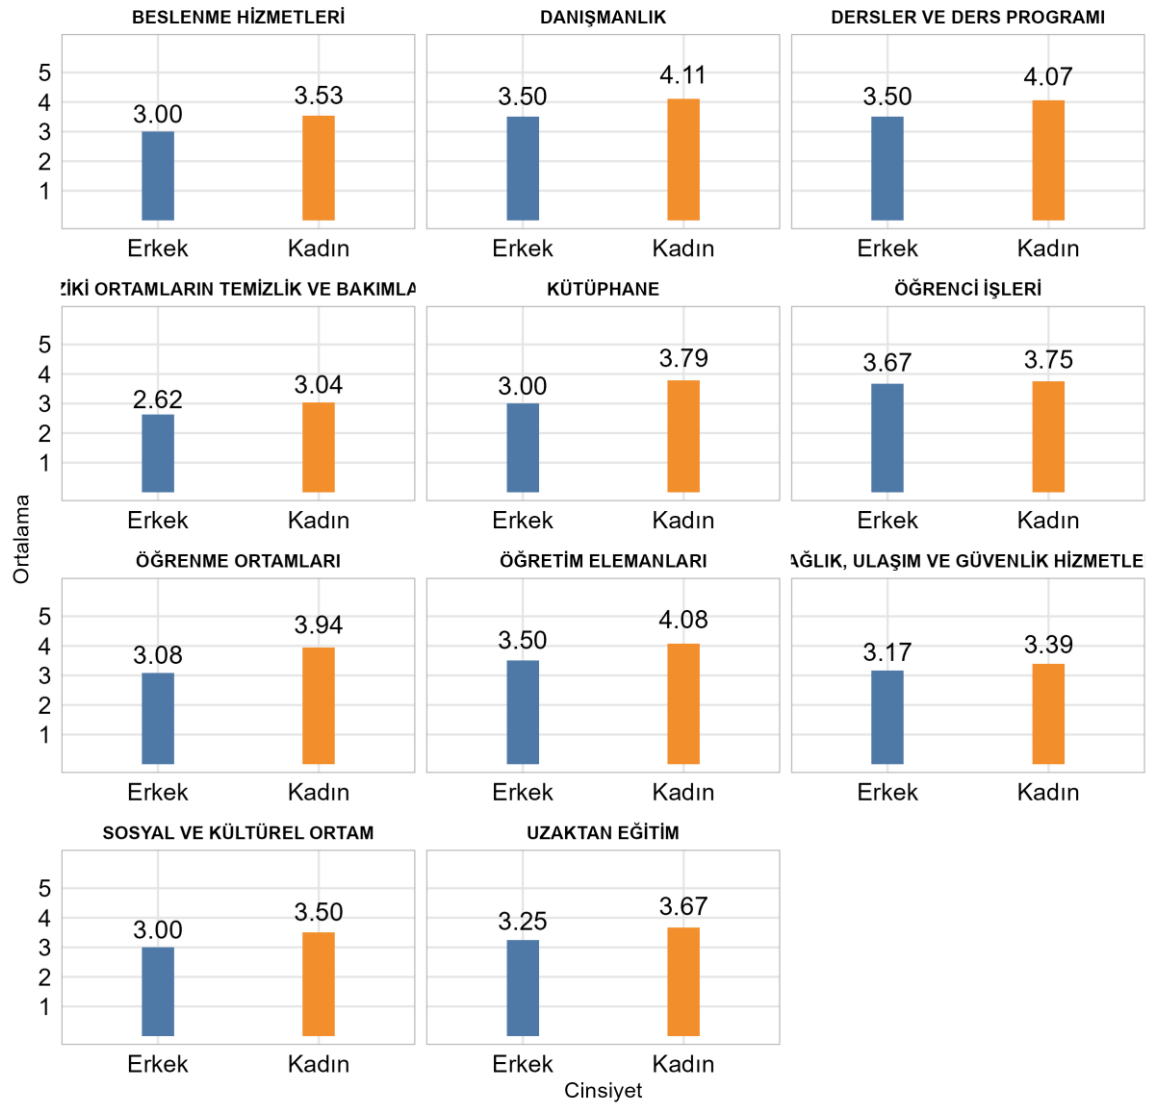 BESLENME HİZMETLERİ
DANIŞMANLIK
DERSLER VE DERS PROGRAMI
5
4
3
2
1
3.00
3.53
3.50
4.11
3.50
4.07
Erkek
Kadın
Erkek
Kadın
Erkek
Kadın
ZİKİ ORTAMLARIN TEMİZLİK VE BAKIMLA
KÜTÜPHANE
ÖĞRENCİ İŞLERİ
5
4
3
2
1
2.62
3.04
3.00
3.79
3.67
3.75
Erkek
Kadın
Erkek
Kadın
Erkek
Kadın
Ortalama
ÖĞRENME ORTAMLARI
ÖĞRETİM ELEMANLARI
AĞLIK, ULAŞIM VE GÜVENLİK HİZMETLE
5
4
3
2
1
3.08
3.94
3.50
4.08
3.17
3.39
Erkek
Kadın
Erkek
Kadın
Erkek
Kadın
SOSYAL VE KÜLTÜREL ORTAM
UZAKTAN EĞİTİM
5
4
3
2
1
3.00
3.50
3.25
3.67
Erkek
Kadın
Erkek
Kadın
Cinsiyet